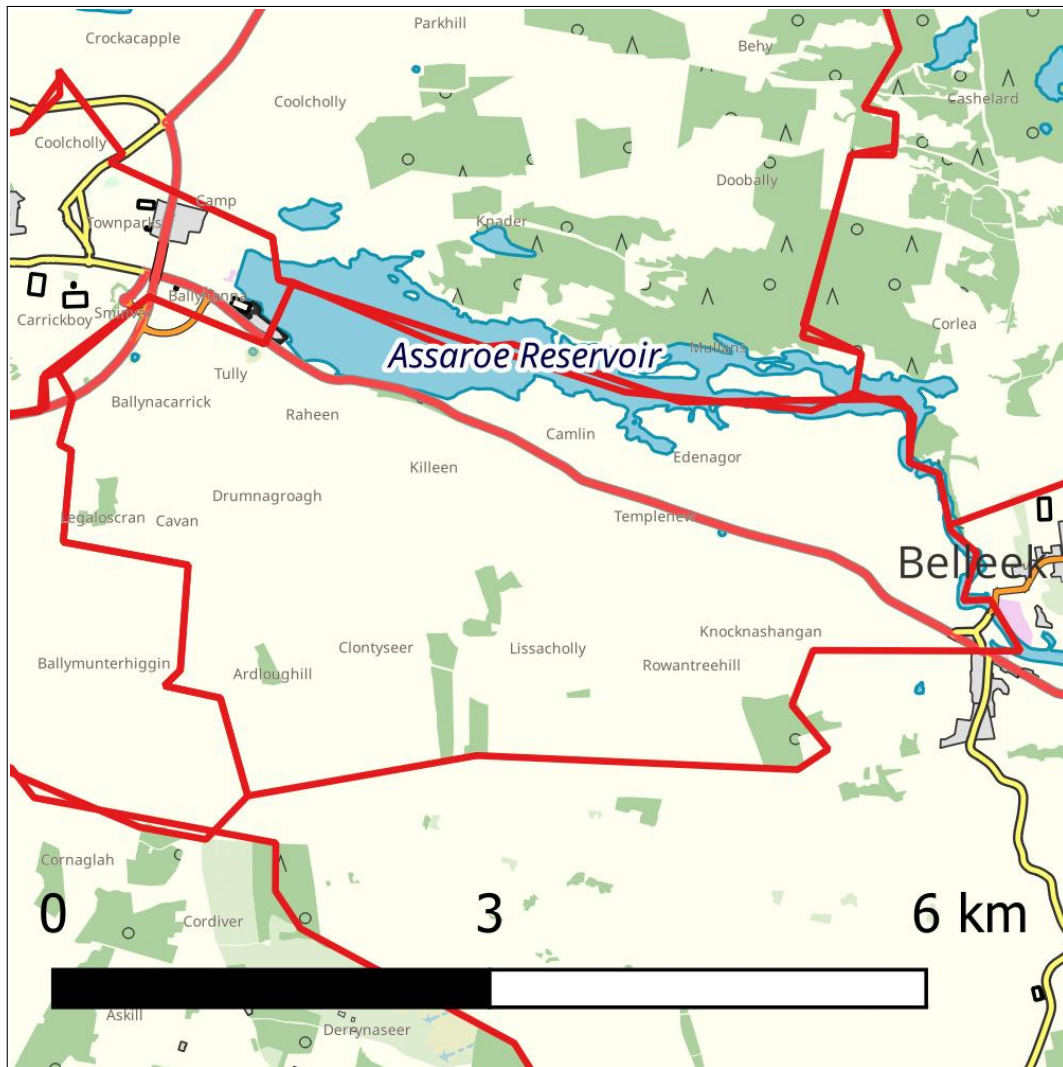 Parkhill
Crockacapple
Behy
Coolcholly
Cashelard
Coolcholly
Doobally
Camp
Townparks
Knader
Ballyhanna
Carrickboy
Sminver
Corlea
Mullans
Assaroe Reservoir
Tully
Ballynacarrick
Raheen
Camlin
Edenagor
Killeen
Drumnagroagh
Legaloscran
Cavan
Templenew
Belleek
Knocknashangan
Clontyseer
Lissacholly
Ballymunterhiggin
Ardloughill
Rowantreehill
Cornaglah
0 3 6 km
Cordiver
Askill
Derrynaseer